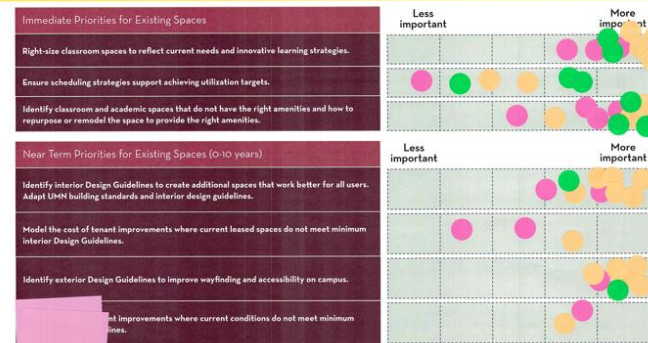 Immediate Priorities for Existing Spaces
Less important
More important
Right-size classroom spaces to reflect current needs and innovative learning strategies.
Ensure scheduling strategies support achieving utilization targets.
Identify classroom and academic spaces that do not have the right amenities and how to
repurpose or remodel the space to provide the right amenities.
Near Term Priorities for Existing Spaces (0-10 years)
Less important
More important
Identify interior Design Guidelines to create additional spaces that work better for all users.
Adapt UMN building standards and interior design guidelines.
Model the cost of tenant improvements where current leased spaces do not meet minimum
interior Design Guidelines.
Identify exterior Design Guidelines to improve wayfinding and accessibility on campus.
improvements where current conditions do not meet minimum